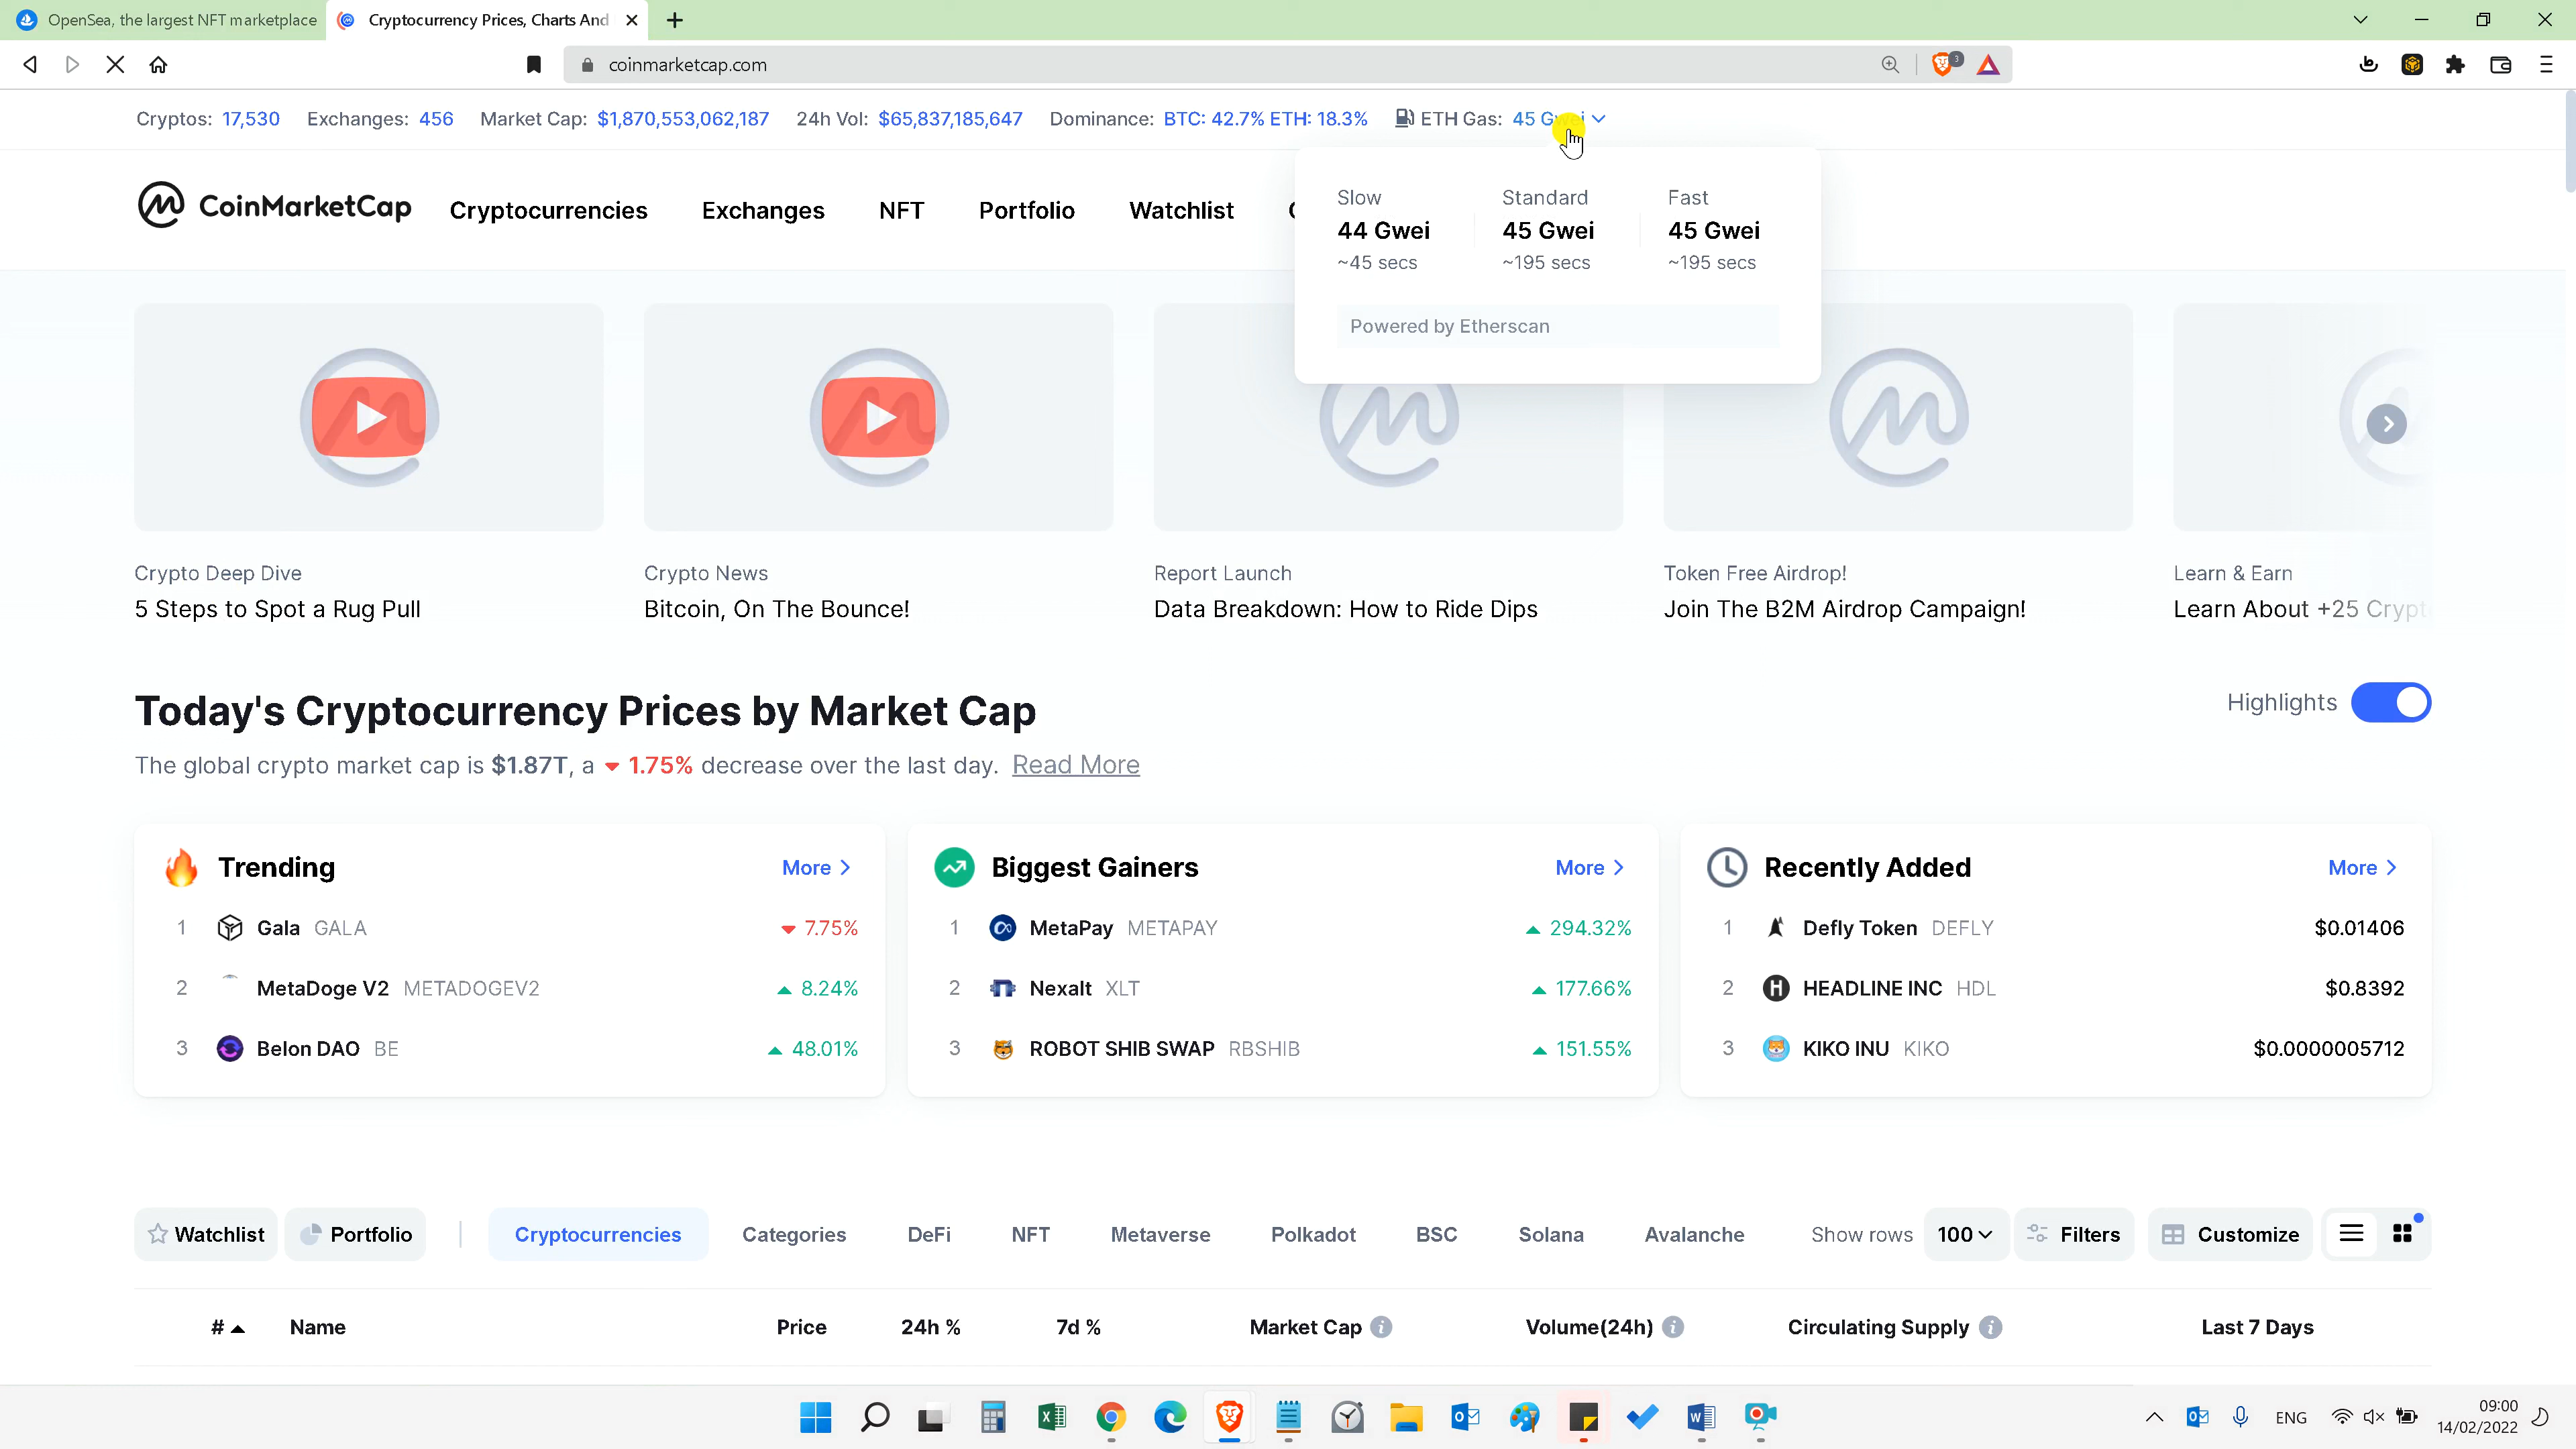 OpenSea, the largest NFT marketplace
Cryptocurrency Prices, Charts And
coinmarketcap.com
3
Cryptos: 17,530 Exchanges: 456 Market Cap: $1,870,553,062,187 24h Vol: $65,837,185,647 Dominance: BTC: 42.7% ETH: 18.3% ETH Gas: 45 Gwei
CoinMarketCap Cryptocurrencies Exchanges NFT Portfolio Watchlist
Slow Standard Fast
44 Gwei 45 Gwei 45 Gwei
~45 secs ~195 secs ~195 secs
Powered by Etherscan
Crypto Deep Dive
5 Steps to Spot a Rug Pull
Crypto News
Bitcoin, On The Bounce!
Report Launch
Data Breakdown: How to Ride Dips
Token Free Airdrop!
Join The B2M Airdrop Campaign!
Learn & Earn
Learn About +25 Crypt
Today's Cryptocurrency Prices by Market Cap
Highlights
The global crypto market cap is $1.87T, a 1.75% decrease over the last day. Read More
Trending More
1 Gala GALA 7.75%
2 MetaDoge V2 METADOGEV2 8.24%
3 Belon DAO BE 48.01%
Biggest Gainers More
1 MetaPay METAPAY 294.32%
2 Nexalt XLT 177.66%
3 ROBOT SHIB SWAP RBSHIB 151.55%
Recently Added More
1 Defly Token DEFLY $0.01406
2 HEADLINE INC HDL $0.8392
3 KIKO INU KIKO $0.0000005712
Watchlist Portfolio Cryptocurrencies Categories DeFi NFT Metaverse Polkadot BSC Solana Avalanche Show rows 100 Filters Customize
# Name Price 24h % 7d % Market Cap Volume(24h) Circulating Supply Last 7 Days
ENG
09:00
14/02/2022